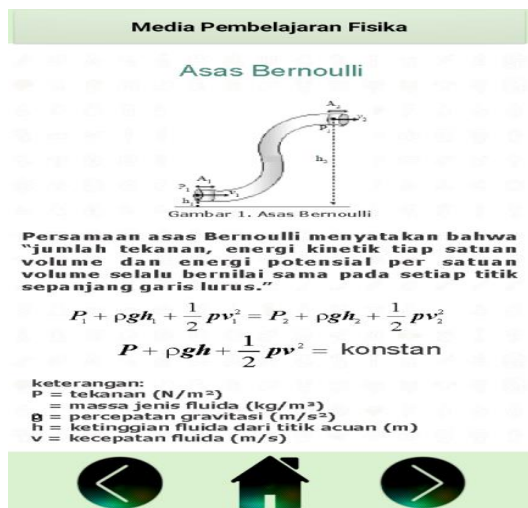 Media Pembelajaran Fisika
Asas Bernoulli
A₂
P₂ v₂
h₂
A₁
P₁ v₁
h₁
Gambar 1. Asas Bernoulli
Persamaan asas Bernoulli menyatakan bahwa
"jumlah tekanan, energi kinetik tiap satuan
volume dan energi potensial per satuan
volume selalu bernilai sama pada setiap titik
sepanjang garis lurus."
P₁ + ρgh₁ + 1/2 pv₁² = P₂ + ρgh₂ + 1/2 pv₂²
P + ρgh + 1/2 pv² = konstan
keterangan:
P = tekanan (N/m²)
= massa jenis fluida (kg/m³)
g = percepatan gravitasi (m/s²)
h = ketinggian fluida dari titik acuan (m)
v = kecepatan fluida (m/s)